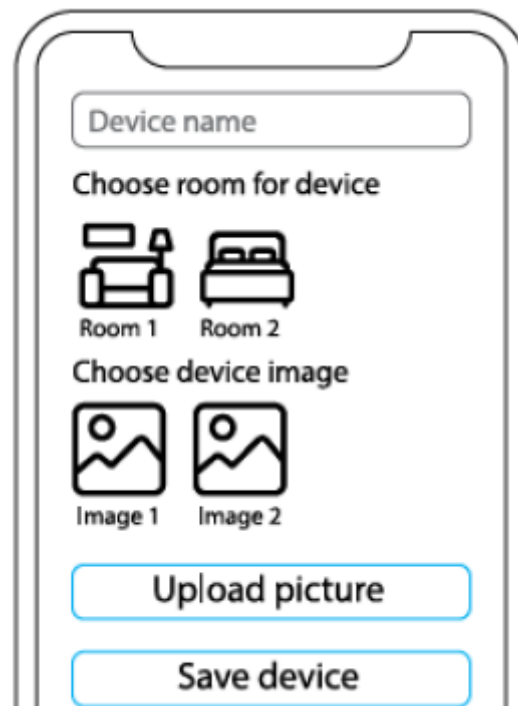 Device name
Choose room for device
Room 1 Room 2
Choose device image
Image 1 Image 2
Upload picture
Save device